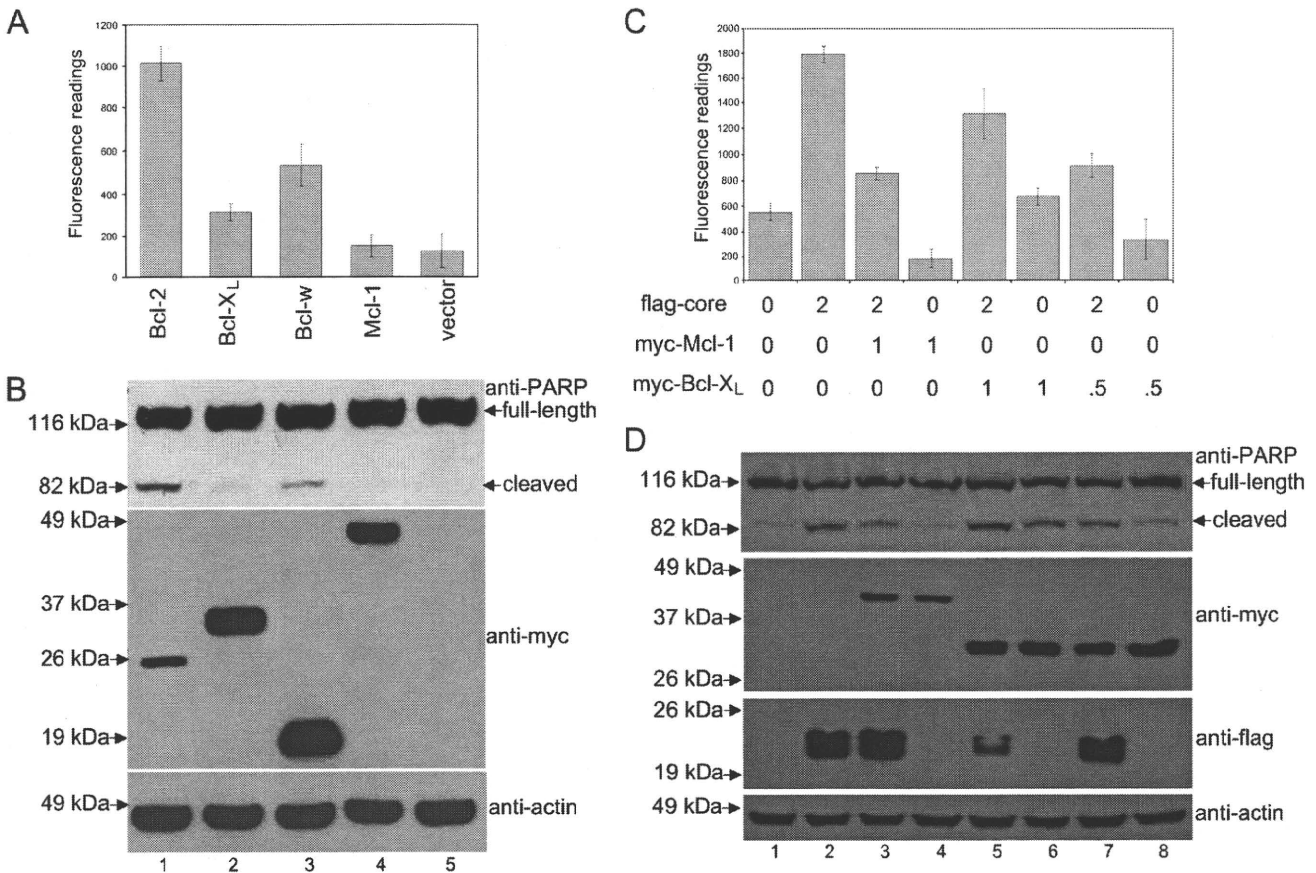 A
Fluorescence readings
1200
1000
800
600
400
200
0
Bcl-2
Bcl-XL
Bcl-w
Mcl-1
vector
B
anti-PARP
116 kDa
full-length
82 kDa
cleaved
49 kDa
37 kDa
anti-myc
26 kDa
19 kDa
49 kDa
anti-actin
1 2 3 4 5
C
Fluorescence readings
2000
1800
1600
1400
1200
1000
800
600
400
200
0
flag-core 0 2 2 0 2 0 2 0
myc-Mcl-1 0 0 1 1 0 0 0 0
myc-Bcl-XL 0 0 0 0 1 1 .5 .5
D
anti-PARP
116 kDa
full-length
82 kDa
cleaved
49 kDa
37 kDa
anti-myc
26 kDa
26 kDa
anti-flag
19 kDa
49 kDa
anti-actin
1 2 3 4 5 6 7 8